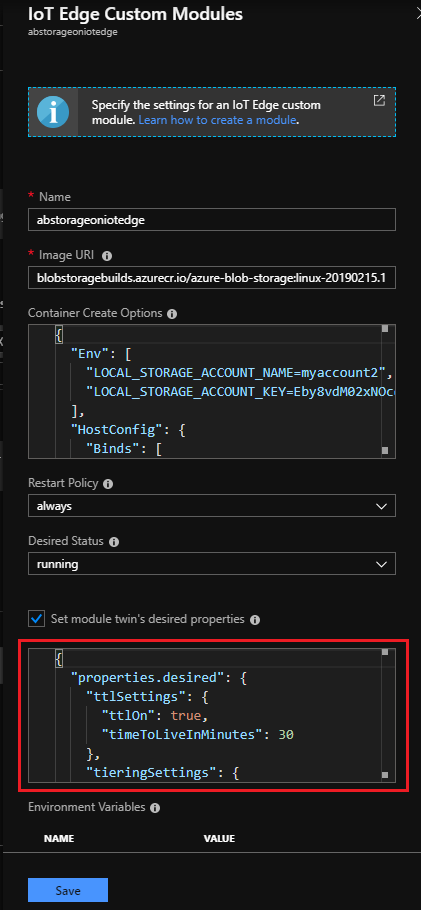 IoT Edge Custom Modules
abstorageoniotedge
Specify the settings for an IoT Edge custom
module. Learn how to create a module.
* Name
abstorageoniotedge
* Image URI
blobstoragebuilds.azurecr.io/azure-blob-storage:linux-20190215.1
Container Create Options
{
"Env": [
"LOCAL_STORAGE_ACCOUNT_NAME=myaccount2",
"LOCAL_STORAGE_ACCOUNT_KEY=Eby8vdM02xNOc
],
"HostConfig": {
"Binds": [
Restart Policy
always
Desired Status
running
Set module twin's desired properties
{
"properties.desired": {
"ttlSettings": {
"ttlOn": true,
"timeToLiveInMinutes": 30
},
"tieringSettings": {
Environment Variables
NAME VALUE
Save